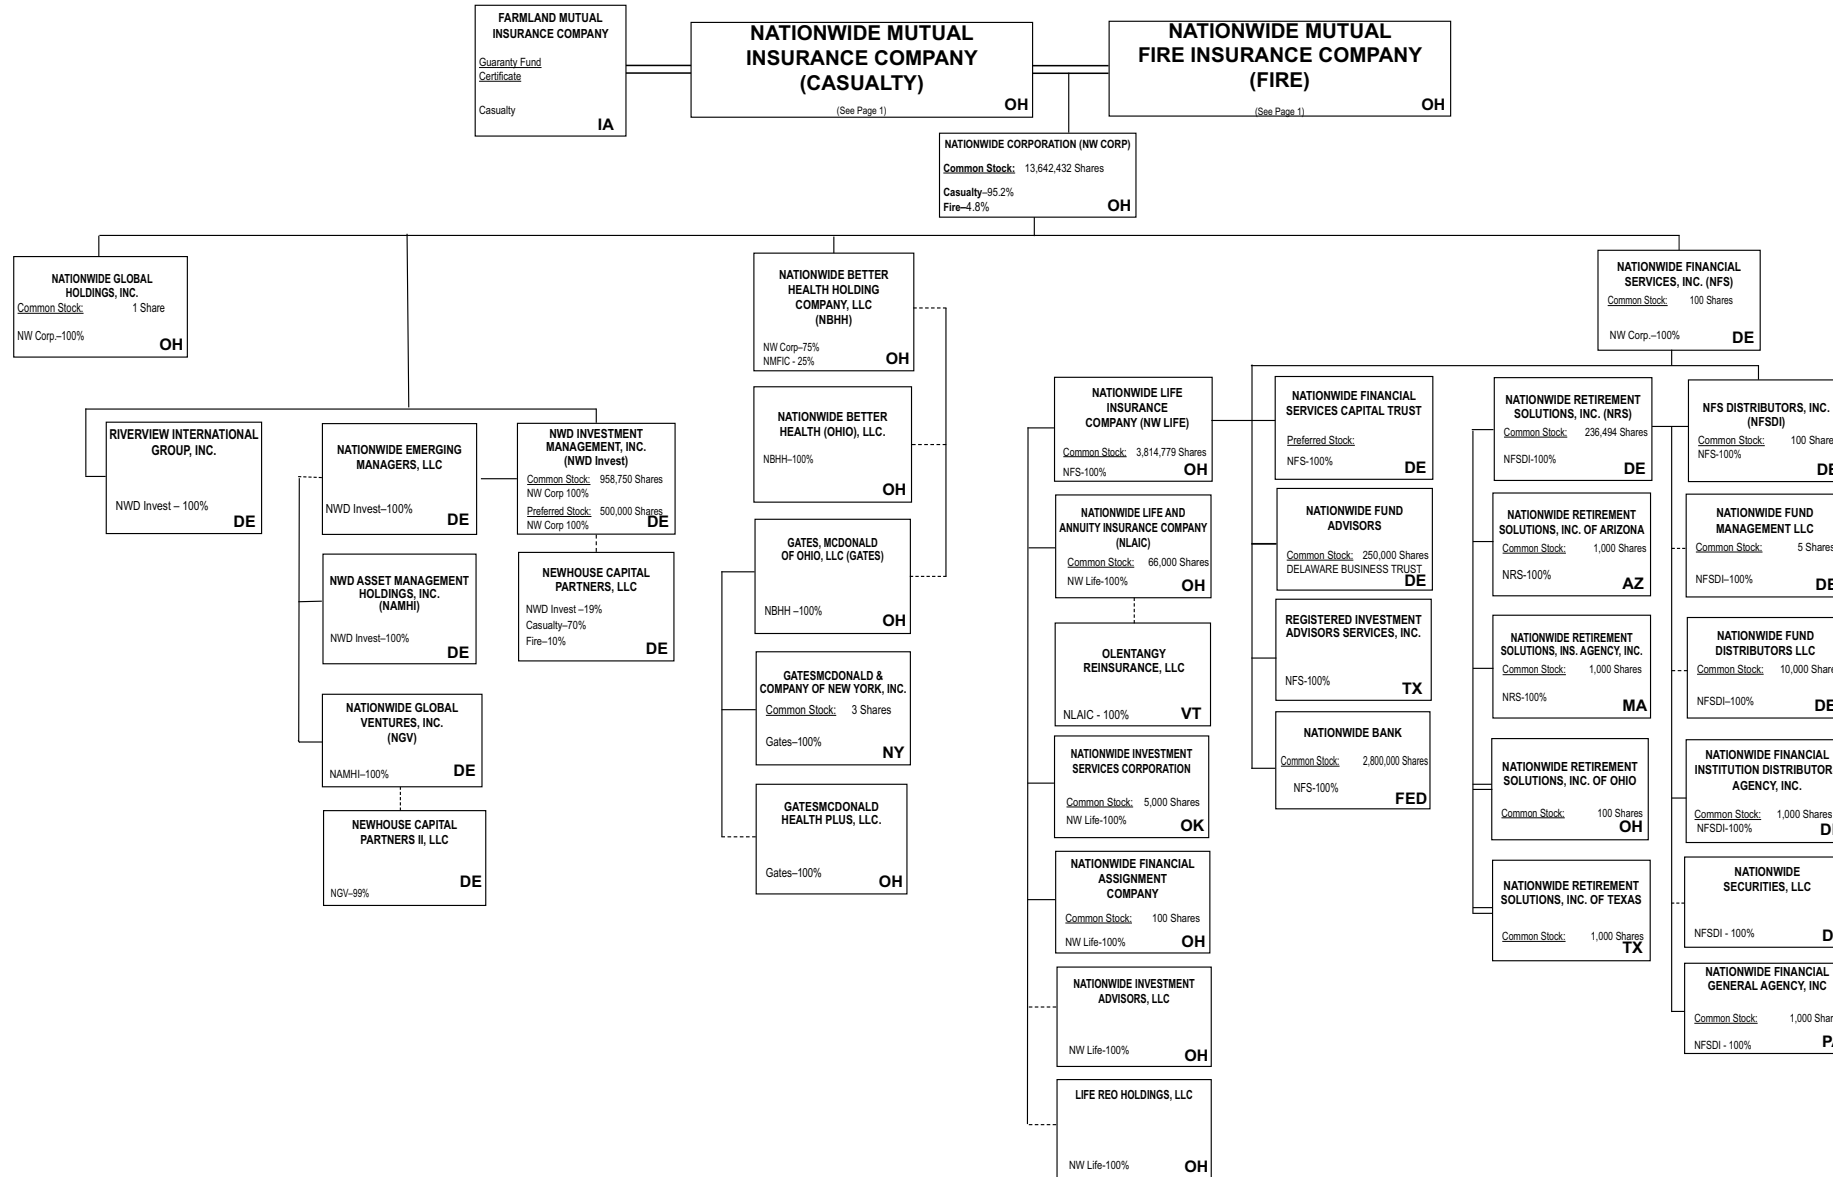 FARMLAND MUTUAL
INSURANCE COMPANY
Guaranty Fund
Certificate
Casualty
IA
NATIONWIDE MUTUAL
INSURANCE COMPANY
(CASUALTY)
(See Page 1)
OH
NATIONWIDE MUTUAL
FIRE INSURANCE COMPANY
(FIRE)
(See Page 1)
OH
NATIONWIDE CORPORATION (NW CORP)
Common Stock: 13,642,432 Shares
Casualty–95.2%
Fire–4.8%
OH
NATIONWIDE GLOBAL
HOLDINGS, INC.
Common Stock: 1 Share
NW Corp.–100%
OH
NATIONWIDE BETTER
HEALTH HOLDING
COMPANY, LLC
(NBHH)
NW Corp–75%
NMFIC - 25%
OH
NATIONWIDE FINANCIAL
SERVICES, INC. (NFS)
Common Stock: 100 Shares
NW Corp.–100%
DE
RIVERVIEW INTERNATIONAL
GROUP, INC.
NWD Invest – 100%
DE
NATIONWIDE EMERGING
MANAGERS, LLC
NWD Invest–100%
DE
NWD INVESTMENT
MANAGEMENT, INC.
(NWD Invest)
Common Stock: 958,750 Shares
NW Corp 100%
Preferred Stock: 500,000 Shares
NW Corp 100%
DE
NWD ASSET MANAGEMENT
HOLDINGS, INC.
(NAMHI)
NWD Invest–100%
DE
NEWHOUSE CAPITAL
PARTNERS, LLC
NWD Invest –19%
Casualty–70%
Fire–10%
DE
NATIONWIDE GLOBAL
VENTURES, INC.
(NGV)
NAMHI–100%
DE
NEWHOUSE CAPITAL
PARTNERS II, LLC
NGV–99%
DE
NATIONWIDE BETTER
HEALTH (OHIO), LLC.
NBHH–100%
OH
GATES, MCDONALD
OF OHIO, LLC (GATES)
NBHH –100%
OH
GATESMCDONALD &
COMPANY OF NEW YORK, INC.
Common Stock: 3 Shares
Gates–100%
NY
GATESMCDONALD
HEALTH PLUS, LLC.
Gates–100%
OH
NATIONWIDE LIFE
INSURANCE
COMPANY (NW LIFE)
Common Stock: 3,814,779 Shares
NFS-100%
OH
NATIONWIDE LIFE AND
ANNUITY INSURANCE COMPANY
(NLAIC)
Common Stock: 66,000 Shares
NW Life-100%
OH
OLENTANGY
REINSURANCE, LLC
NLAIC - 100%
VT
NATIONWIDE INVESTMENT
SERVICES CORPORATION
Common Stock: 5,000 Shares
NW Life-100%
OK
NATIONWIDE FINANCIAL
ASSIGNMENT
COMPANY
Common Stock: 100 Shares
NW Life-100%
OH
NATIONWIDE INVESTMENT
ADVISORS, LLC
NW Life-100%
OH
LIFE REO HOLDINGS, LLC
NW Life-100%
OH
NATIONWIDE FINANCIAL
SERVICES CAPITAL TRUST
Preferred Stock:
NFS-100%
DE
NATIONWIDE FUND
ADVISORS
Common Stock: 250,000 Shares
DELAWARE BUSINESS TRUST
DE
REGISTERED INVESTMENT
ADVISORS SERVICES, INC.
NFS-100%
TX
NATIONWIDE BANK
Common Stock: 2,800,000 Shares
NFS-100%
FED
NATIONWIDE RETIREMENT
SOLUTIONS, INC. (NRS)
Common Stock: 236,494 Shares
NFSDI-100%
DE
NATIONWIDE RETIREMENT
SOLUTIONS, INC. OF ARIZONA
Common Stock: 1,000 Shares
NRS-100%
AZ
NATIONWIDE RETIREMENT
SOLUTIONS, INS. AGENCY, INC.
Common Stock: 1,000 Shares
NRS-100%
MA
NATIONWIDE RETIREMENT
SOLUTIONS, INC. OF OHIO
Common Stock: 100 Shares
OH
NATIONWIDE RETIREMENT
SOLUTIONS, INC. OF TEXAS
Common Stock: 1,000 Shares
TX
NFS DISTRIBUTORS, INC.
(NFSDI)
Common Stock: 100 Share
NFS-100%
NATIONWIDE FUND
MANAGEMENT LLC
Common Stock: 5 Shares
NFSDI–100%
NATIONWIDE FUND
DISTRIBUTORS LLC
Common Stock: 10,000 Share
NFSDI–100%
NATIONWIDE FINANCIAL
INSTITUTION DISTRIBUTOR
AGENCY, INC.
Common Stock: 1,000 Shares
NFSDI-100%
NATIONWIDE
SECURITIES, LLC
NFSDI - 100%
NATIONWIDE FINANCIAL
GENERAL AGENCY, INC
Common Stock: 1,000 Shar
NFSDI - 100%